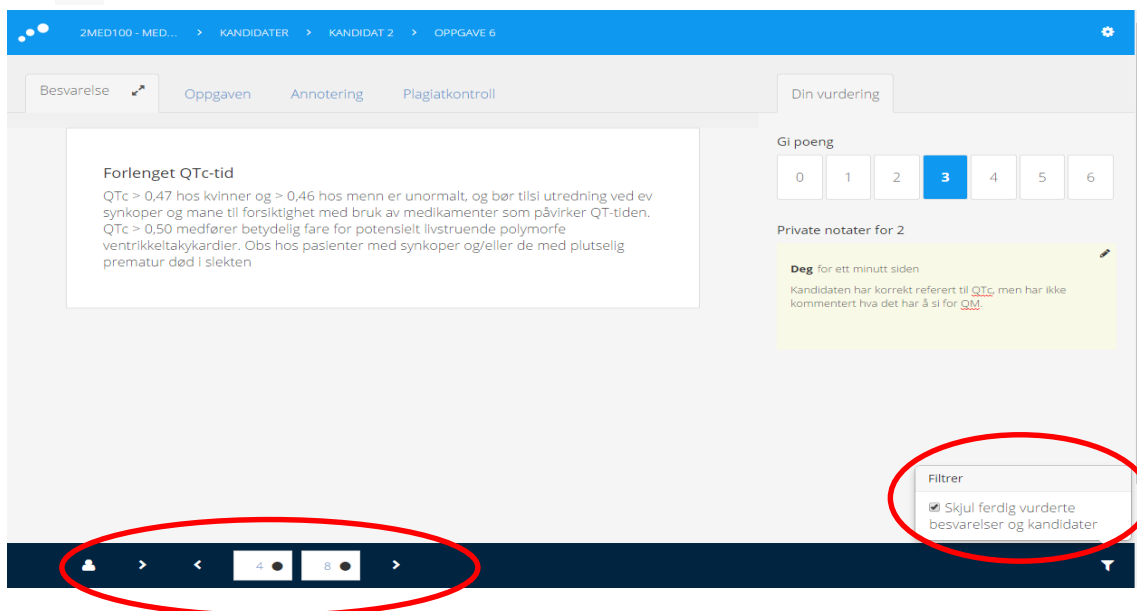 2MED100 - MED... > KANDIDATER > KANDIDAT 2 > OPPGAVE 6
Besvarelse Oppgaven Annotering Plagiatkontroll
Din vurdering
Forlenget QTc-tid
QTc > 0,47 hos kvinner og > 0,46 hos menn er unormalt, og bør tilsi utredning ved ev
synkoper og mane til forsiktighet med bruk av medikamenter som påvirker QT-tiden.
QTc > 0,50 medfører betydelig fare for potensielt livstruende polymorfe
ventrikkeltakykardier. Obs hos pasienter med synkoper og/eller de med plutselig
prematur død i slekten
Gi poeng
0 1 2 3 4 5 6
Private notater for 2
Deg for ett minutt siden
Kandidaten har korrekt referert til QTc, men har ikke
kommentert hva det har å si for QM.
Filtrer
Skjul ferdig vurderte
besvarelser og kandidater
> < 4 8 >